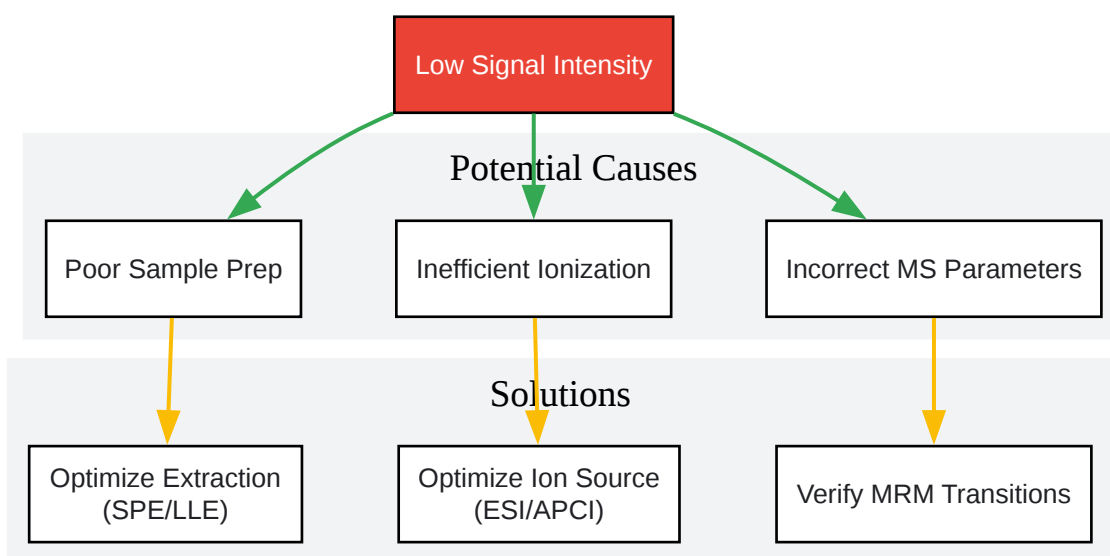 Low Signal Intensity
Potential Causes
Poor Sample Prep
Inefficient Ionization
Incorrect MS Parameters
Solutions
Optimize Extraction
(SPE/LLE)
Optimize Ion Source
(ESI/APCI)
Verify MRM Transitions